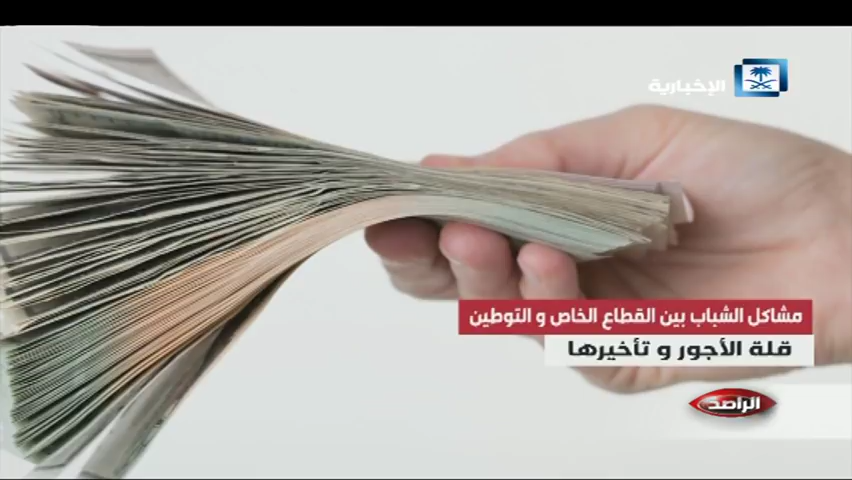 الإخبارية
مشاكل الشباب بين القطاع الخاص و التوطين
قلة الأجور و تأخيرها
الراصد